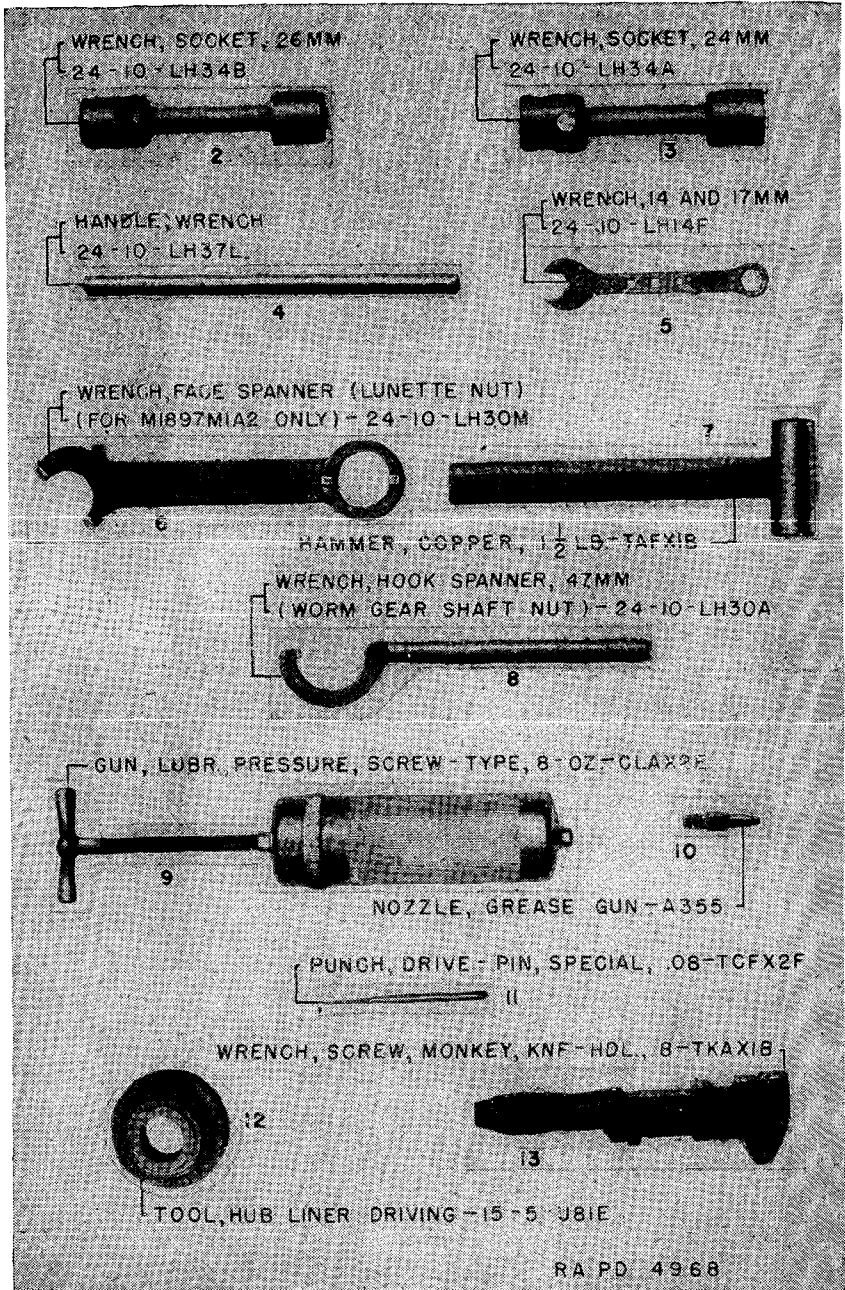 WRENCH, SOCKET, 26MM
24-10-LH34B
2
WRENCH, SOCKET, 24MM
24-10-LH34A
13
HANDLE, WRENCH
24-10-LH37L
4
WRENCH, 14 AND 17MM
24-10-LH14F
5
WRENCH, FACE SPANNER (LUNETTE NUT)
(FOR M1897M1A2 ONLY)-24-10-LH30M
6
7
HAMMER, COPPER, 1½ LB-TAFX1B
WRENCH, HOOK SPANNER, 47MM
(WORM GEAR SHAFT NUT)-24-10-LH30A
8
GUN, LUBR., PRESSURE, SCREW-TYPE, 8-OZ-
9
10
NOZZLE, GREASE GUN-A355
PUNCH, DRIVE-PIN, SPECIAL, .08-TCFX2F
11
WRENCH, SCREW, MONKEY, KNF-HDL., 8-TKAX1B
12
13
TOOL, HUB LINER DRIVING-15-5 U81E
RA PD 4968